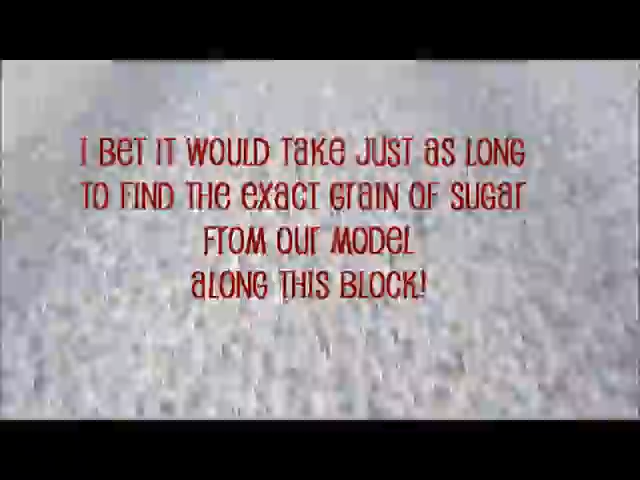 I BET IT WOULD TAKE JUST AS LONG
TO FIND THE EXACT GRAIN OF SUGAR
FROM OUR MODEL
ALONG THIS BLOCK!